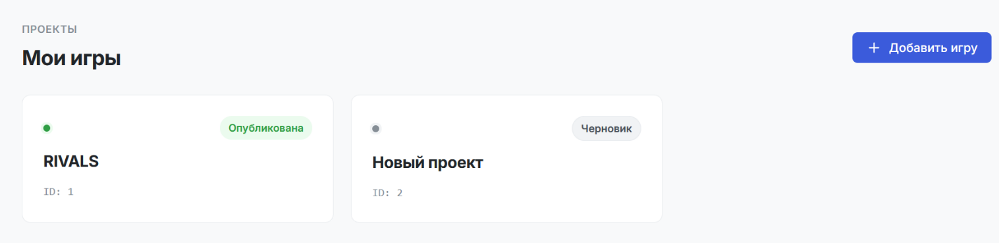 ПРОЕКТЫ
Мои игры
+ Добавить игру
Опубликована
RIVALS
ID: 1
Черновик
Новый проект
ID: 2